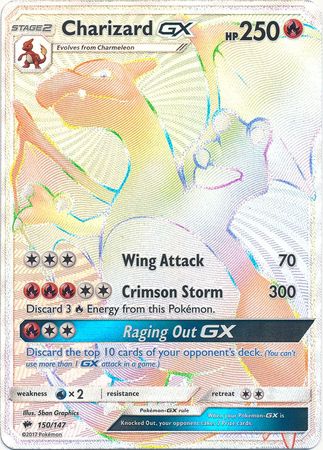 STAGE2 Charizard GX HP250
Evolves from Charmeleon
Wing Attack 70
Crimson Storm 300
Discard 3 Energy from this Pokémon.
Raging Out GX
Discard the top 10 cards of your opponent's deck. (You can't
use more than 1 GX attack in a game.)
weakness ×2 resistance retreat
Illus. 5ban Graphics
Pokémon-GX rule
When your Pokémon-GX is
150/147
Knocked Out, your opponent takes 2 Prize cards.
©2017 Pokémon